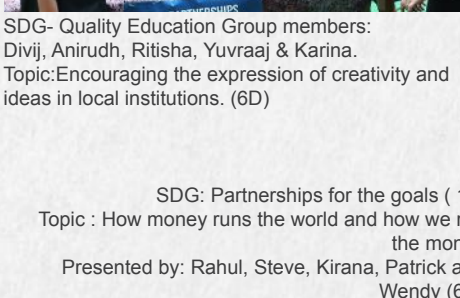 PARTNERSHIPS
SDG- Quality Education Group members:
Divij, Anirudh, Ritisha, Yuvraaj & Karina.
Topic:Encouraging the expression of creativity and
ideas in local institutions. (6D)
SDG: Partnerships for the goals (
Topic : How money runs the world and how we
the
Presented by: Rahul, Steve, Kirana, Patrick
Wendy